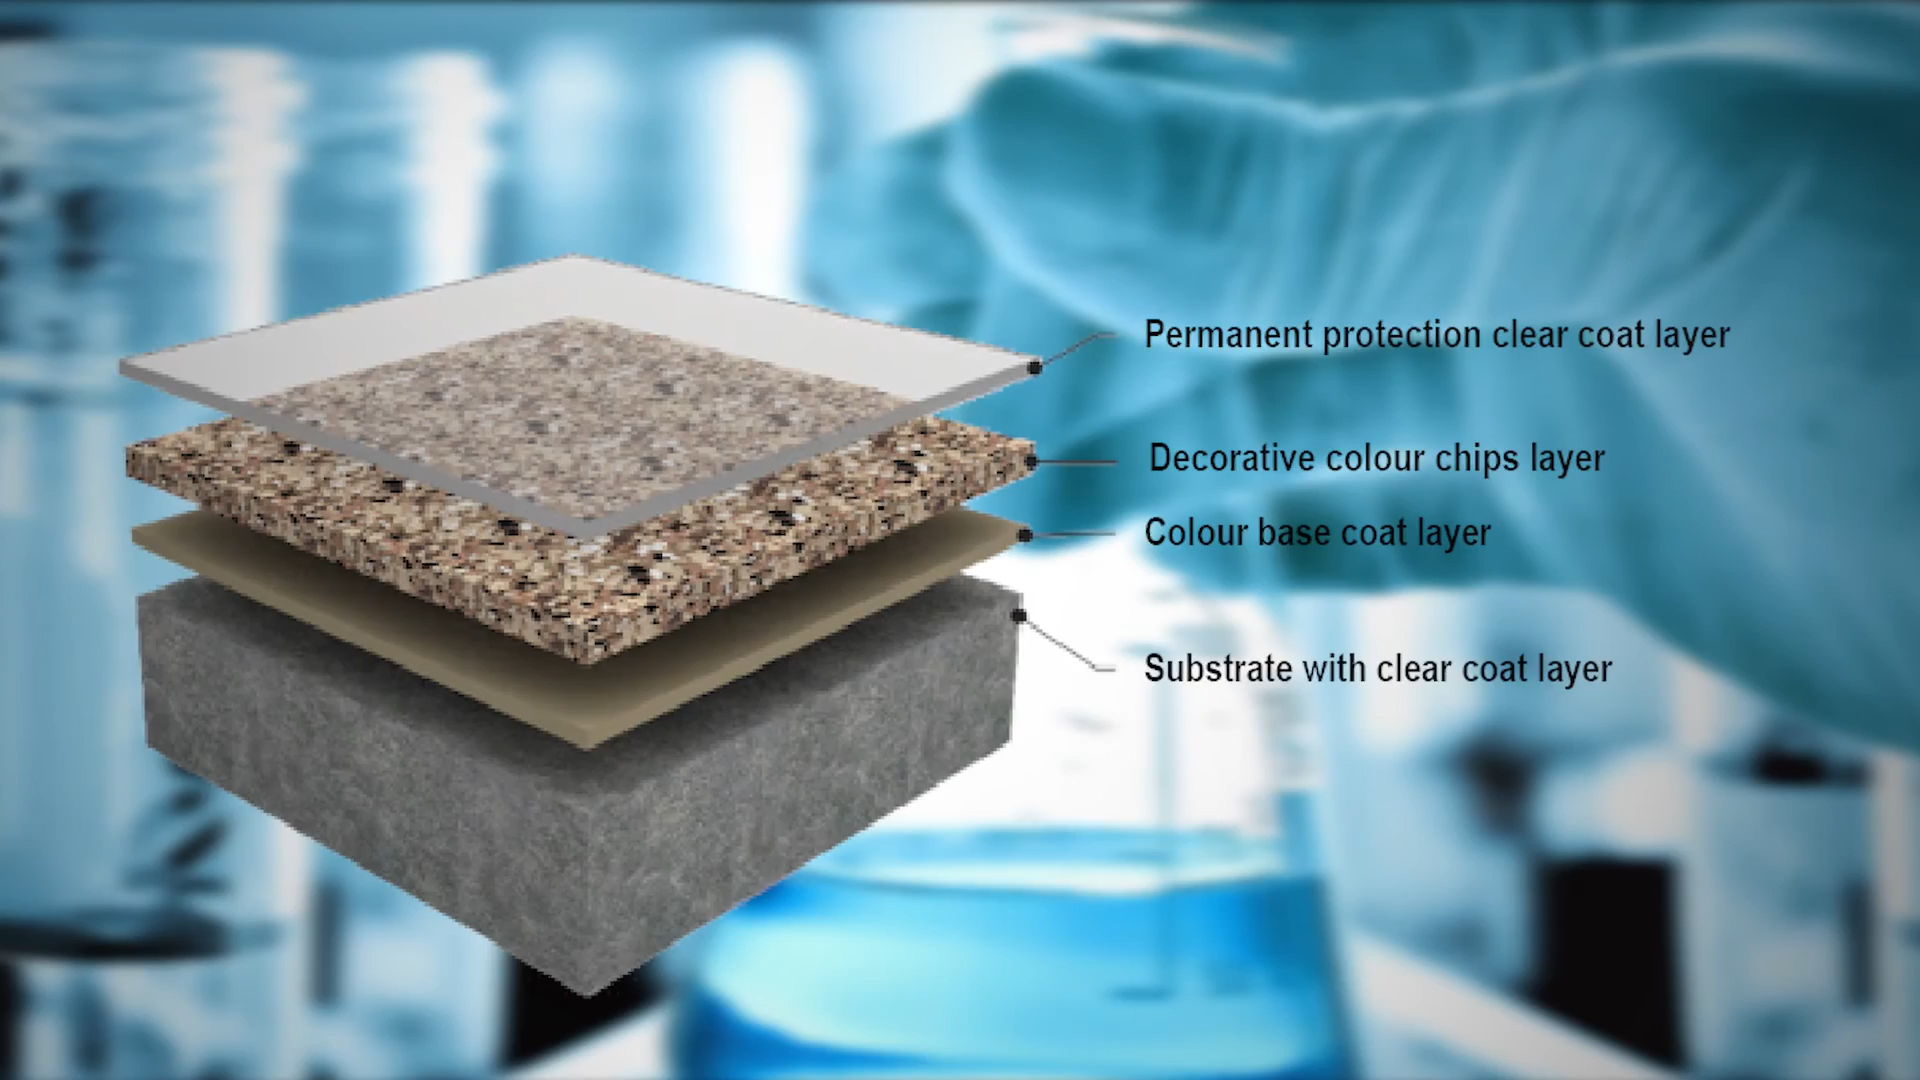 Permanent protection clear coat layer
Decorative colour chips layer
Colour base coat layer
Substrate with clear coat layer